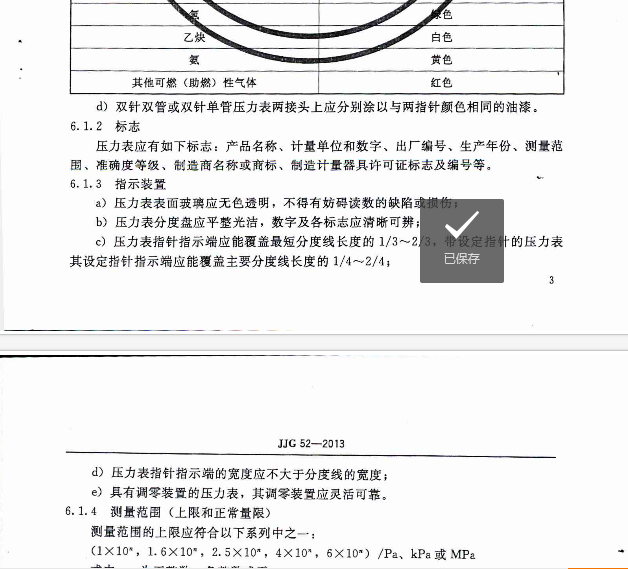 氢 绿色
乙炔 白色
氨 黄色
其他可燃（助燃）性气体 红色
d）双针双管或双针单管压力表两接头上应分别涂以与两指针颜色相同的油漆。
6.1.2 标志
压力表应有如下标志：产品名称、计量单位和数字、出厂编号、生产年份、测量范
围、准确度等级、制造商名称或商标、制造计量器具许可证标志及编号等。
6.1.3 指示装置
a）压力表表面玻璃应无色透明，不得有妨碍读数的缺陷或损伤；
b）压力表分度盘应平整光洁，数字及各标志应清晰可辨；
c）压力表指针指示端应能覆盖最短分度线长度的 1/3～2/3，带设定指针的压力表
其设定指针指示端应能覆盖主要分度线长度的 1/4～2/4；
已保存
3
JJG 52—2013
d）压力表指针指示端的宽度应不大于分度线的宽度；
e）具有调零装置的压力表，其调零装置应灵活可靠。
6.1.4 测量范围（上限和正常量限）
测量范围的上限应符合以下系列中之一：
(1×10ⁿ，1.6×10ⁿ，2.5×10ⁿ，4×10ⁿ，6×10ⁿ) /Pa、kPa 或 MPa